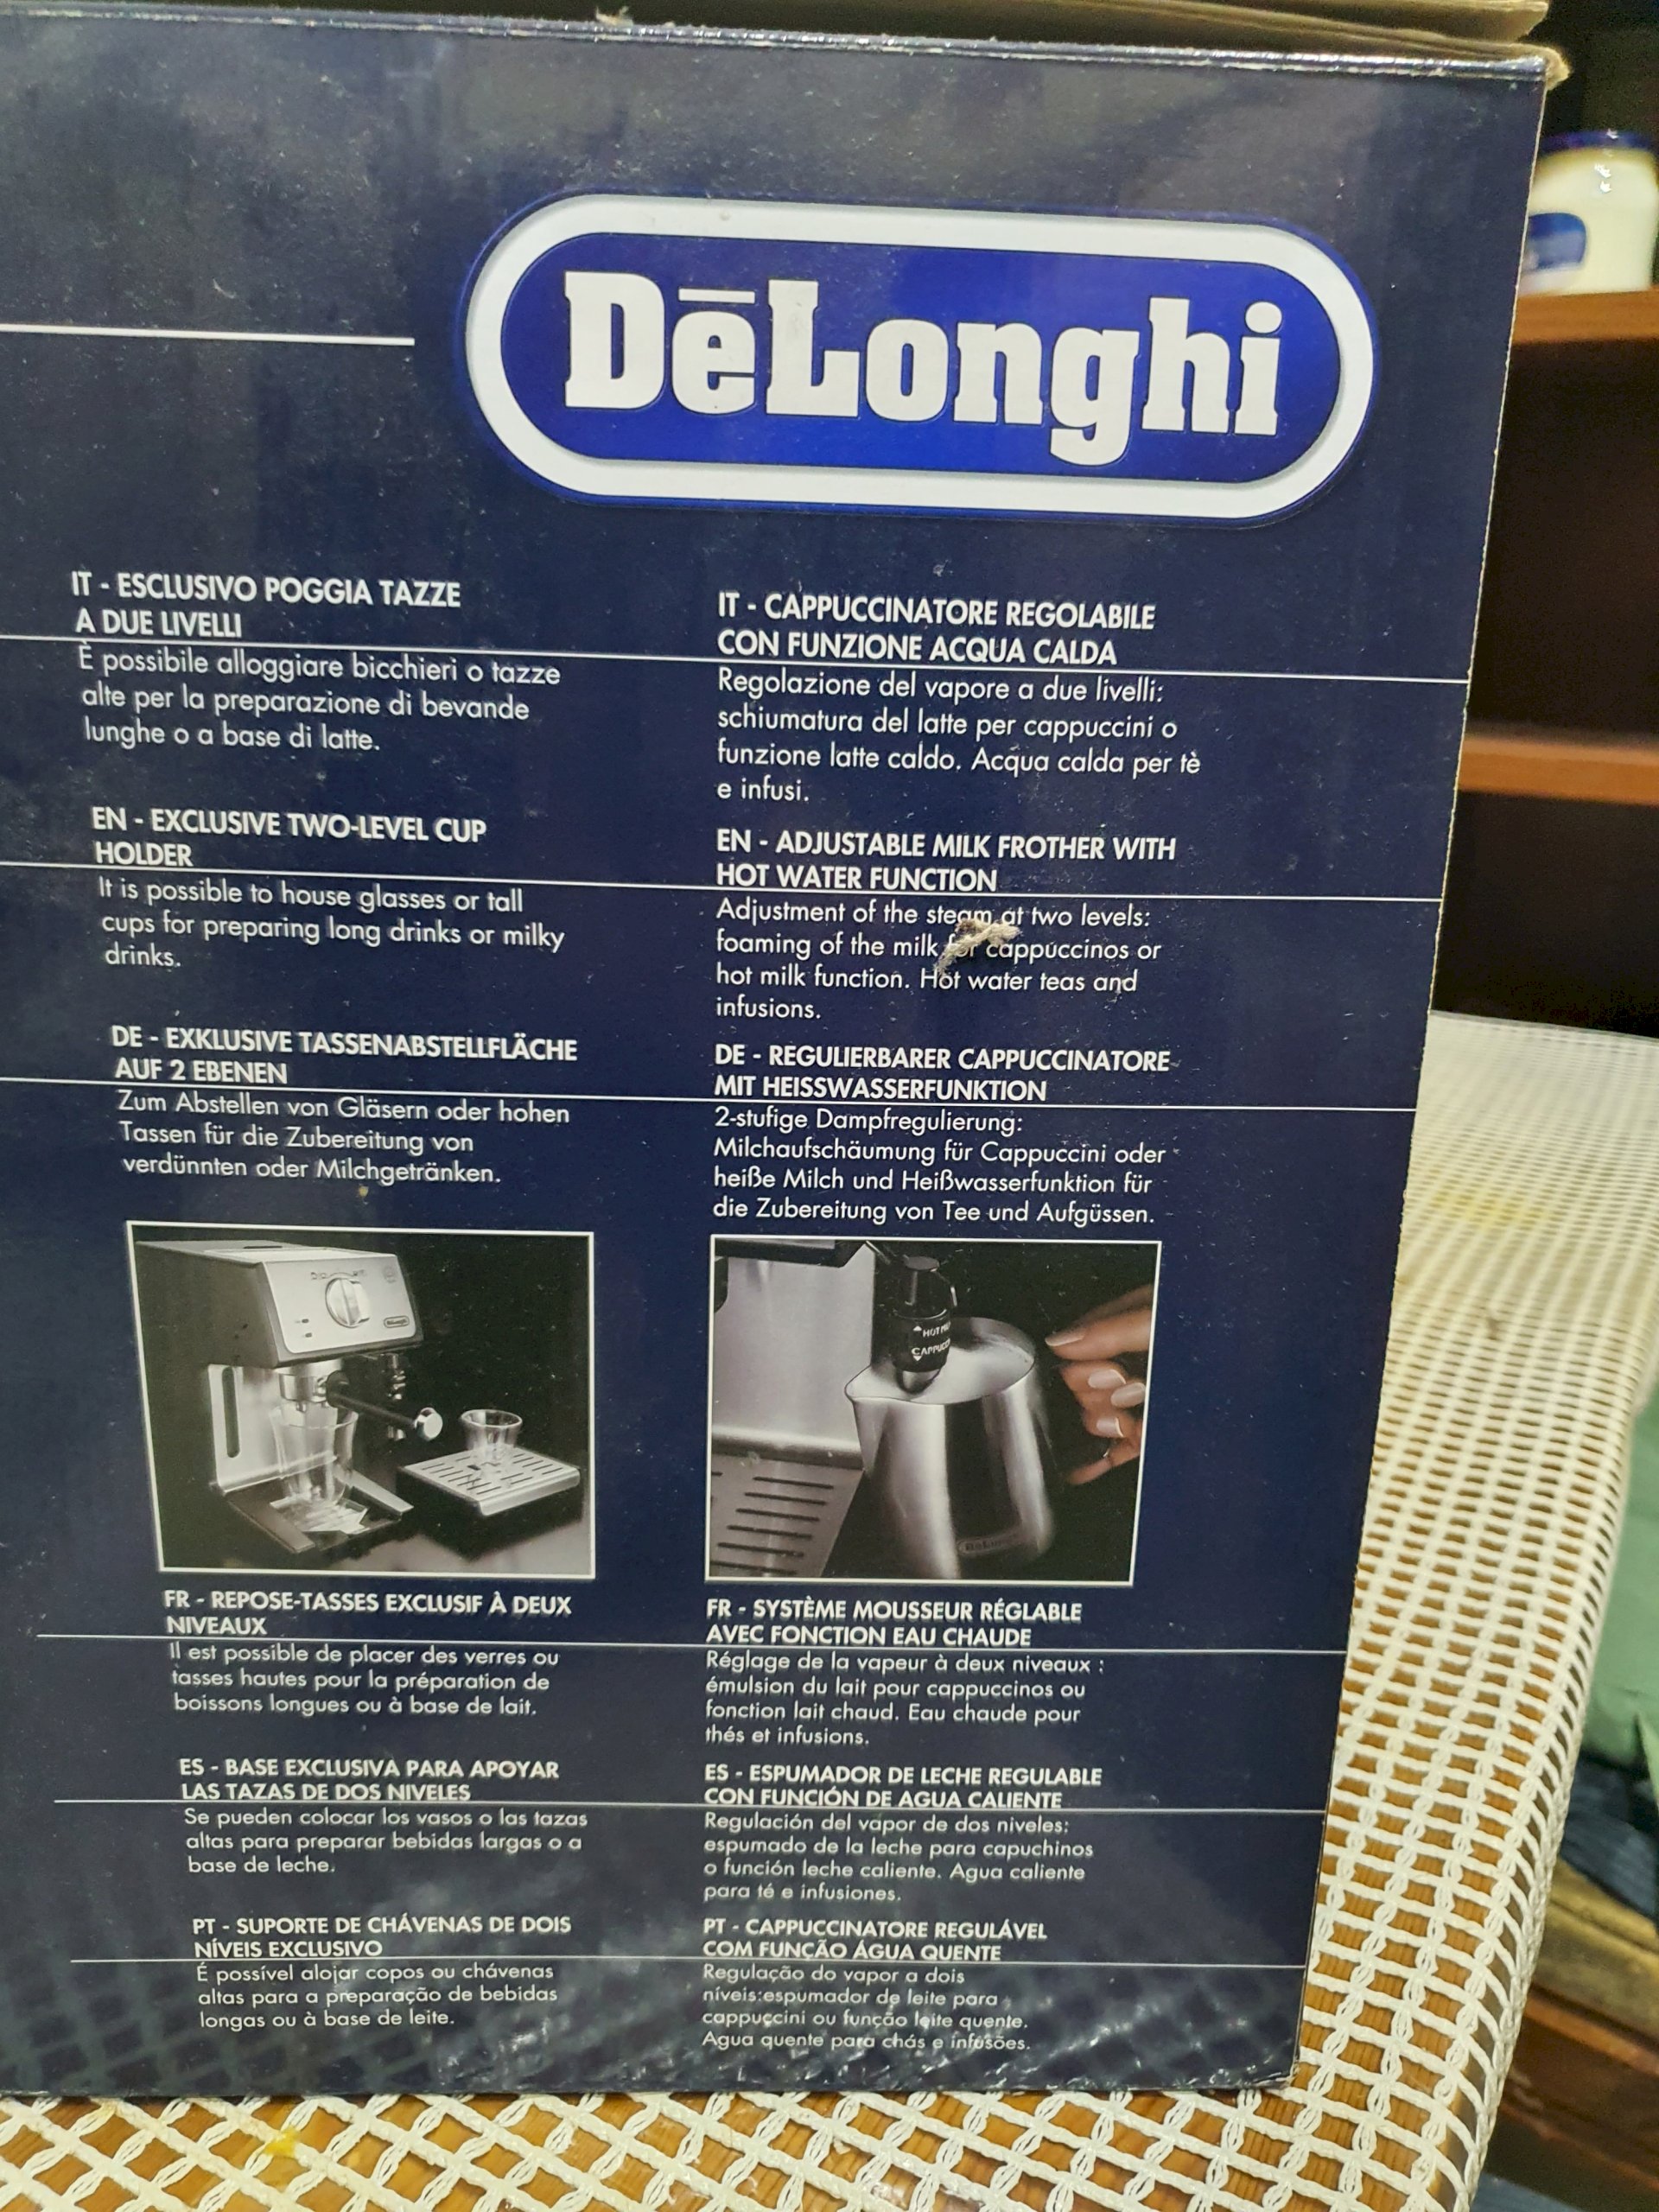 DēLonghi
IT - ESCLUSIVO POGGIA TAZZE
A DUE LIVELLI
È possibile alloggiare bicchieri o tazze
alte per la preparazione di bevande
lunghe o a base di latte.
EN - EXCLUSIVE TWO-LEVEL CUP
HOLDER
It is possible to house glasses or tall
cups for preparing long drinks or milky
drinks.
DE - EXKLUSIVE TASSENABSTELLFLÄCHE
AUF 2 EBENEN
Zum Abstellen von Gläsern oder hohen
Tassen für die Zubereitung von
verdünnten oder Milchgetränken.
DeLonghi
FR - REPOSE-TASSES EXCLUSIF À DEUX
NIVEAUX
Il est possible de placer des verres ou
tasses hautes pour la préparation de
boissons longues ou à base de lait.
ES - BASE EXCLUSIVA PARA APOYAR
LAS TAZAS DE DOS NIVELES
Se pueden colocar los vasos o las tazas
altas para preparar bebidas largas o a
base de leche.
PT - SUPORTE DE CHÁVENAS DE DOIS
NÍVEIS EXCLUSIVO
É possível alojar copos ou chávenas
altas para a preparação de bebidas
longas ou à base de leite.
IT - CAPPUCCINATORE REGOLABILE
CON FUNZIONE ACQUA CALDA
Regolazione del vapore a due livelli:
schiumatura del latte per cappuccini o
funzione latte caldo. Acqua calda per tè
e infusi.
EN - ADJUSTABLE MILK FROTHER WITH
HOT WATER FUNCTION
Adjustment of the steam at two levels:
foaming of the milk for cappuccinos or
hot milk function. Hot water teas and
infusions.
DE - REGULIERBARER CAPPUCCINATORE
MIT HEISSWASSERFUNKTION
2-stufige Dampfregulierung:
Milchaufschäumung für Cappuccini oder
heiße Milch und Heißwasserfunktion für
die Zubereitung von Tee und Aufgüssen.
HOT
FR - SYSTÈME MOUSSEUR RÉGLABLE
AVEC FONCTION EAU CHAUDE
Réglage de la vapeur à deux niveaux :
émulsion du lait pour cappuccinos ou
fonction lait chaud. Eau chaude pour
thés et infusions.
ES - ESPUMADOR DE LECHE REGULABLE
CON FUNCIÓN DE AGUA CALIENTE
Regulación del vapor de dos niveles:
espumado de la leche para capuchinos
o función leche caliente. Agua caliente
para té e infusiones.
PT - CAPPUCCINATORE REGULÁVEL
COM FUNÇÃO ÁGUA QUENTE
Regulação do vapor a dois
níveis:espumador de leite para
cappuccini ou função leite quente.
Agua quente para chás e infusões.